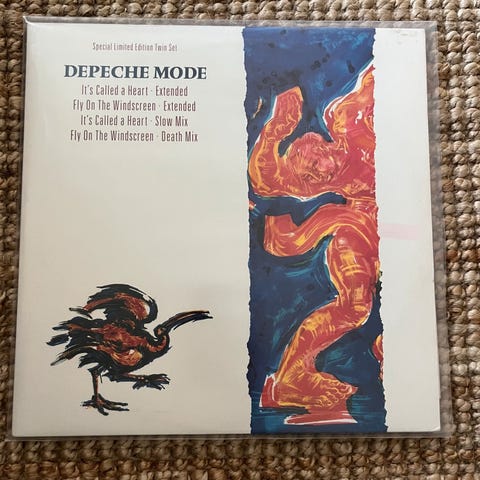 Special Limited Edition Twin Set
DEPECHE MODE
It's Called a Heart · Extended
Fly On The Windscreen · Extended
It's Called a Heart · Slow Mix
Fly On The Windscreen · Death Mix